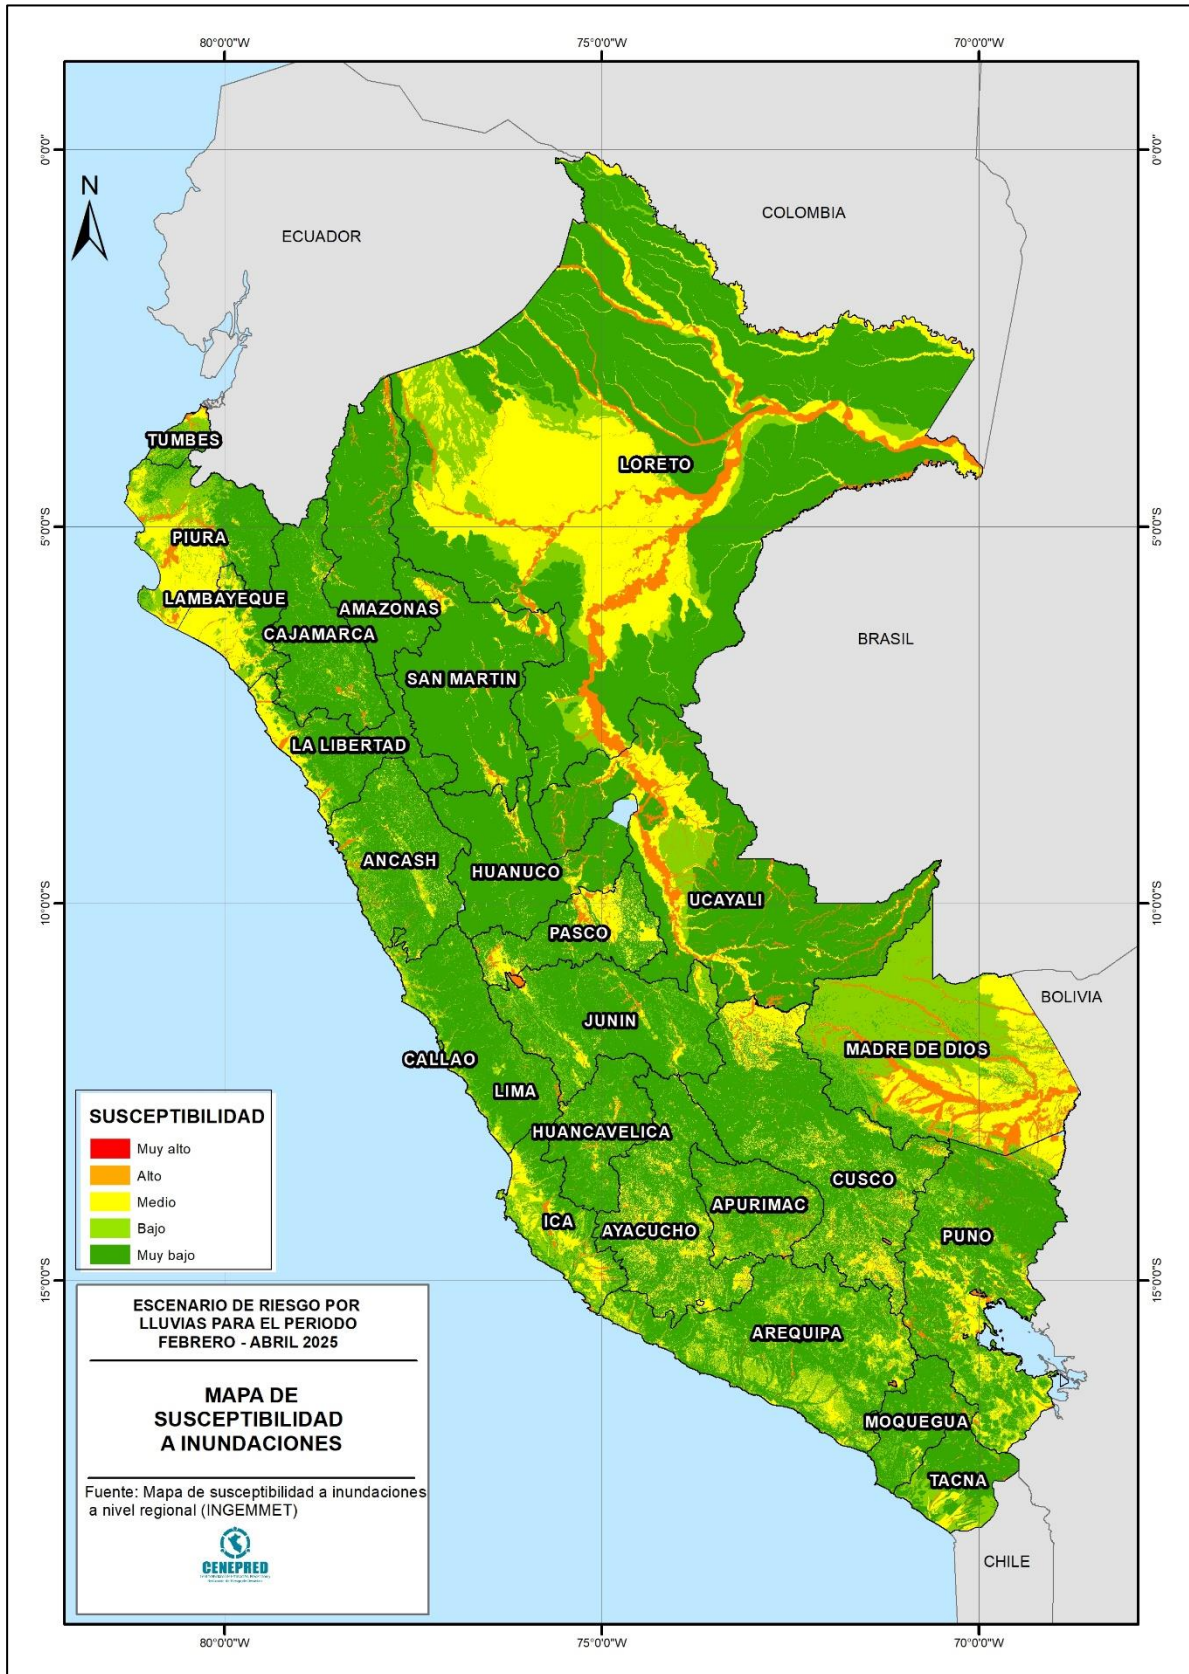 80°0'0"W
75°0'0"W
70°0'0"W
0°0'0"
0°0'0"
N
COLOMBIA
ECUADOR
TUMBES
LORETO
5°0'0"S
5°0'0"S
PIURA
LAMBAYEQUE
AMAZONAS
CAJAMARCA
BRASIL
SAN MARTIN
LA LIBERTAD
ANCASH
HUANUCO
UCAYALI
10°0'0"S
10°0'0"S
PASCO
BOLIVIA
JUNIN
MADRE DE DIOS
CALLAO
LIMA
HUANCAVELICA
CUSCO
APURIMAC
ICA
AYACUCHO
PUNO
15°0'0"S
15°0'0"S
AREQUIPA
MOQUEGUA
TACNA
CHILE
SUSCEPTIBILIDAD
Muy alto
Alto
Medio
Bajo
Muy bajo
ESCENARIO DE RIESGO POR
LLUVIAS PARA EL PERIODO
FEBRERO - ABRIL 2025
MAPA DE
SUSCEPTIBILIDAD
A INUNDACIONES
Fuente: Mapa de susceptibilidad a inundaciones
a nivel regional (INGEMMET)
CENEPRED
80°0'0"W
75°0'0"W
70°0'0"W